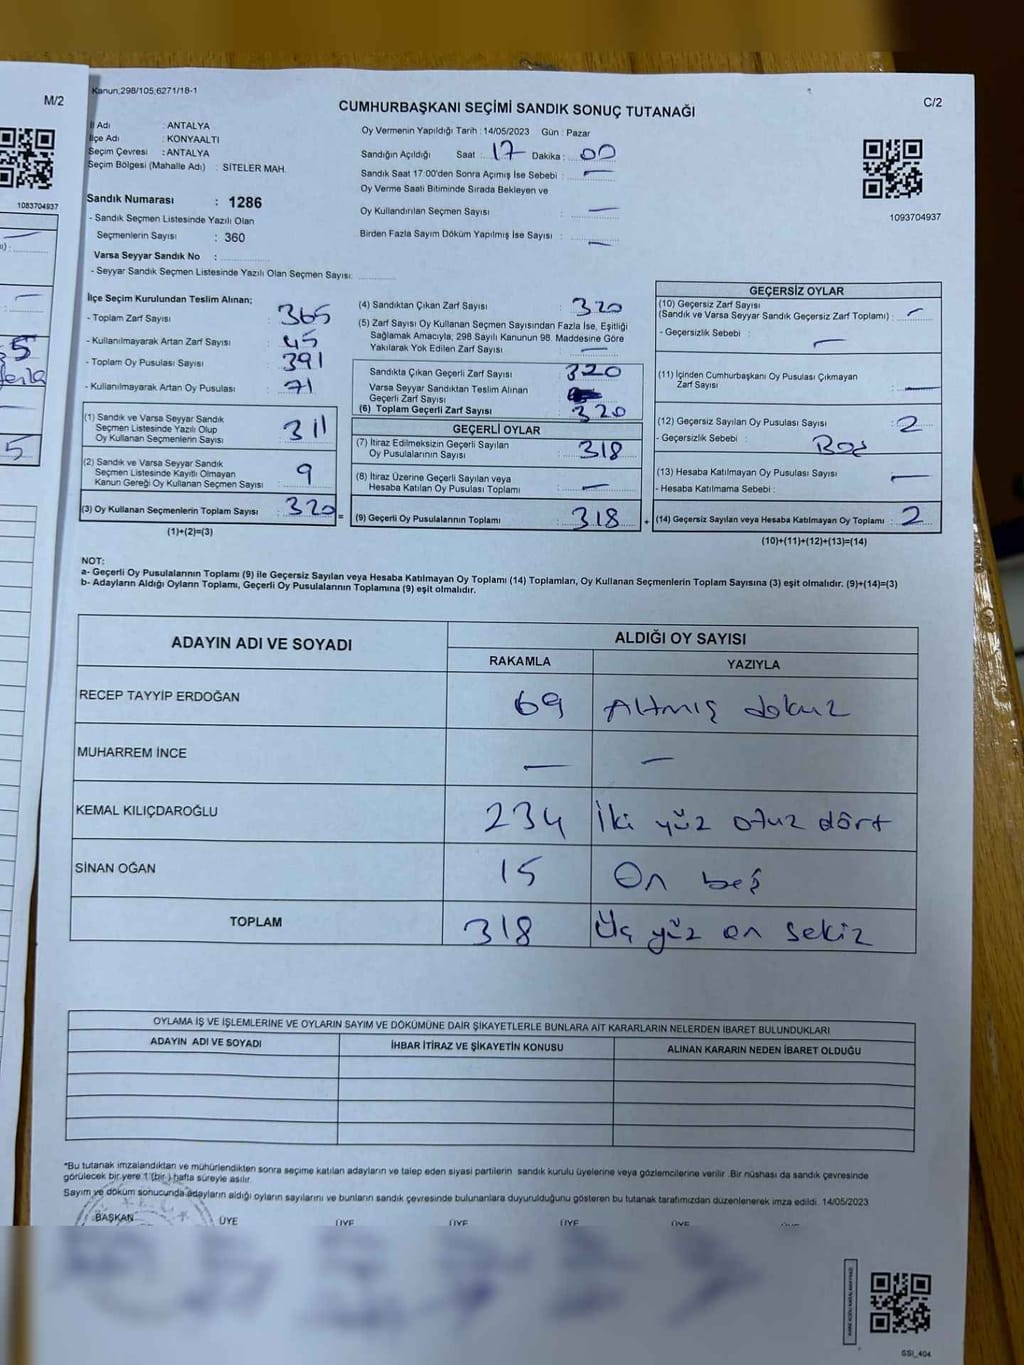 M/2
1083704937
5
5
Kanun;298/105,6271/18-1
C/2
CUMHURBAŞKANI SEÇİMİ SANDIK SONUÇ TUTANAĞI
İl Adı : ANTALYA
İlçe Adı : KONYAALTI
Seçim Çevresi : ANTALYA
Seçim Bölgesi (Mahalle Adı) : SİTELER MAH.
Sandık Numarası : 1286
- Sandık Seçmen Listesinde Yazılı Olan
Seçmenlerin Sayısı : 360
Varsa Seyyar Sandık No :
- Seyyar Sandık Seçmen Listesinde Yazılı Olan Seçmen Sayısı:
Oy Vermenin Yapıldığı Tarih : 14/05/2023 Gün : Pazar
Sandığın Açıldığı Saat : 17 Dakika : 00
Sandık Saat 17:00'den Sonra Açımış İse Sebebi : —
Oy Verme Saati Bitiminde Sırada Bekleyen ve
Oy Kullandırılan Seçmen Sayısı : —
Birden Fazla Sayım Döküm Yapılmış İse Sayısı : —
1093704937
İlçe Seçim Kurulundan Teslim Alınan;
- Toplam Zarf Sayısı : 365
- Kullanılmayarak Artan Zarf Sayısı : 45
- Toplam Oy Pusulası Sayısı : 391
- Kullanılmayarak Artan Oy Pusulası : 71
(1) Sandık ve Varsa Seyyar Sandık
Seçmen Listesinde Yazılı Olup
Oy Kullanan Seçmenlerin Sayısı : 311
(2) Sandık ve Varsa Seyyar Sandık
Seçmen Listesinde Kayıtlı Olmayan
Kanun Gereği Oy Kullanan Seçmen Sayısı : 9
(3) Oy Kullanan Seçmenlerin Toplam Sayısı : 320 =
(1)+(2)=(3)
(4) Sandıktan Çıkan Zarf Sayısı : 320
(5) Zarf Sayısı Oy Kullanan Seçmen Sayısından Fazla İse, Eşitliği
Sağlamak Amacıyla, 298 Sayılı Kanunun 98. Maddesine Göre
Yakılarak Yok Edilen Zarf Sayısı : —
Sandıkta Çıkan Geçerli Zarf Sayısı : 320
Varsa Seyyar Sandıktan Teslim Alınan
Geçerli Zarf Sayısı :
(6) Toplam Geçerli Zarf Sayısı : 320
GEÇERLİ OYLAR
(7) İtiraz Edilmeksizin Geçerli Sayılan
Oy Pusulalarının Sayısı : 318
(8) İtiraz Üzerine Geçerli Sayılan veya
Hesaba Katılan Oy Pusulası Toplamı : —
(9) Geçerli Oy Pusulalarının Toplamı : 318 +
GEÇERSİZ OYLAR
(10) Geçersiz Zarf Sayısı
(Sandık ve Varsa Seyyar Sandık Geçersiz Zarf Toplamı) : —
- Geçersizlik Sebebi : —
(11) İçinden Cumhurbaşkanı Oy Pusulası Çıkmayan
Zarf Sayısı : —
(12) Geçersiz Sayılan Oy Pusulası Sayısı : 2
- Geçersizlik Sebebi : Boş
(13) Hesaba Katılmayan Oy Pusulası Sayısı : —
- Hesaba Katılmama Sebebi :
(14) Geçersiz Sayılan veya Hesaba Katılmayan Oy Toplamı : 2
(10)+(11)+(12)+(13)=(14)
NOT:
a- Geçerli Oy Pusulalarının Toplamı (9) ile Geçersiz Sayılan veya Hesaba Katılmayan Oy Toplamı (14) Toplamları, Oy Kullanan Seçmenlerin Toplam Sayısına (3) eşit olmalıdır. (9)+(14)=(3)
b- Adayların Aldığı Oyların Toplamı, Geçerli Oy Pusulalarının Toplamına (9) eşit olmalıdır.
ADAYIN ADI VE SOYADI ALDIĞI OY SAYISI
RAKAMLA YAZIYLA
RECEP TAYYİP ERDOĞAN 69 Altmış dokuz
MUHARREM İNCE — —
KEMAL KILIÇDAROĞLU 234 İki yüz otuz dört
SİNAN OĞAN 15 On beş
TOPLAM 318 Üç yüz on sekiz
OYLAMA İŞ VE İŞLEMLERİNE VE OYLARIN SAYIM VE DÖKÜMÜNE DAİR ŞİKAYETLERLE BUNLARA AİT KARARLARIN NELERDEN İBARET BULUNDUKLARI
ADAYIN ADI VE SOYADI İHBAR İTİRAZ VE ŞİKAYETİN KONUSU ALINAN KARARIN NEDEN İBARET OLDUĞU
*Bu tutanak imzalandıktan ve mühürlendikten sonra seçime katılan adayların ve talep eden siyasi partilerin sandık kurulu üyelerine veya gözlemcilerine verilir. Bir nüshası da sandık çevresinde
görülecek bir yere 1 (bir ) hafta süreyle asılır.
Sayım ve döküm sonucunda adayların aldığı oyların sayılarını ve bunların sandık çevresinde bulunanlara duyurulduğunu gösteren bu tutanak tarafımızdan düzenlenerek imza edildi. 14/05/2023
BAŞKAN ÜYE ÜYE ÜYE ÜYE ÜYE ÜYE
SSI_404